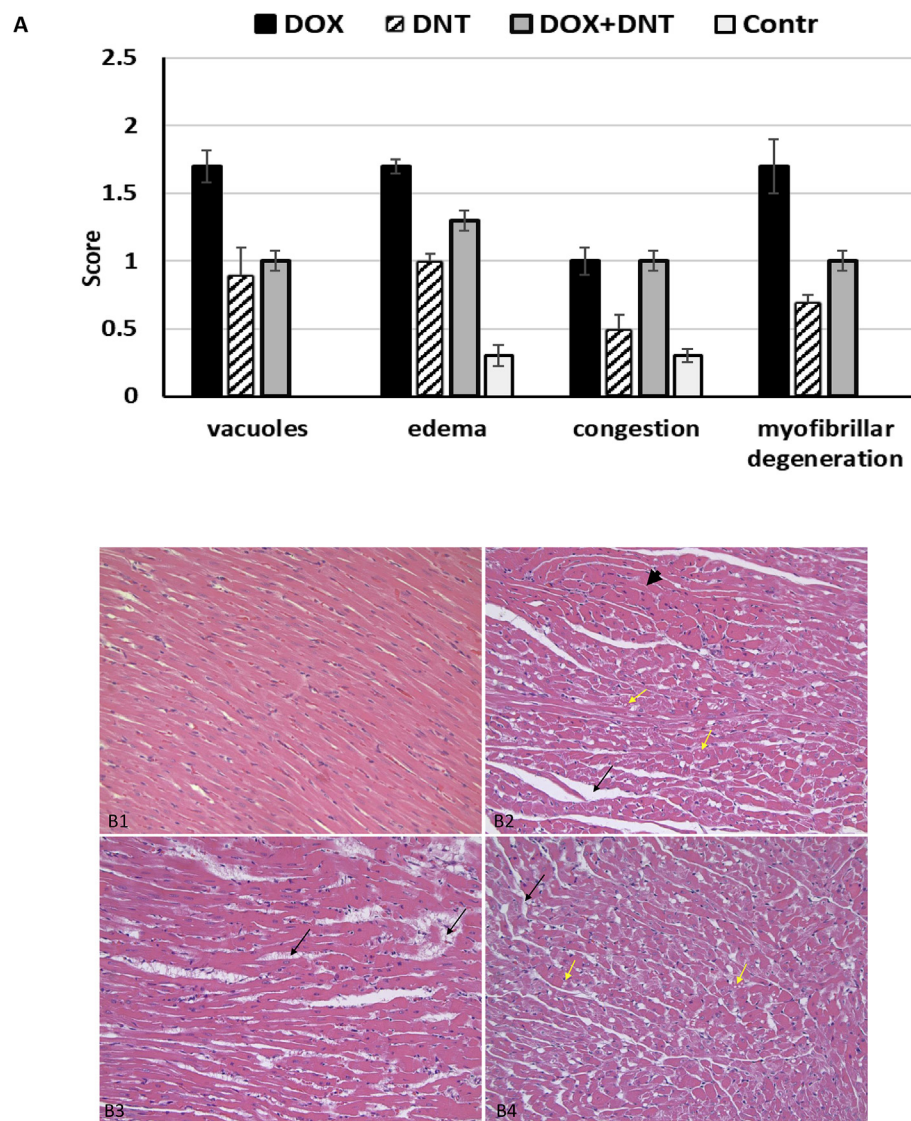 A
DOX DNT DOX+DNT Contr
2.5
2
1.5
1
0.5
0
Score
vacuoles edema congestion myofibrillar
degeneration
B1 B2
B3 B4